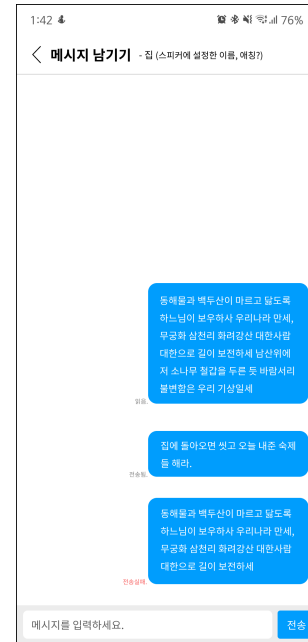 1:42 76%
메시지 남기기 - 집 (스피커에 설정한 이름, 애칭?)
동해물과 백두산이 마르고 닳도록
하느님이 보우하사 우리나라 만세,
무궁화 삼천리 화려강산 대한사람
대한으로 길이 보전하세 남산위에
저 소나무 철갑을 두른 듯 바람서리
불변함은 우리 기상일세
읽음.
집에 돌아오면 씻고 오늘 내준 숙제
들 해라.
전송됨.
동해물과 백두산이 마르고 닳도록
하느님이 보우하사 우리나라 만세,
무궁화 삼천리 화려강산 대한사람
대한으로 길이 보전하세
전송실패.
메시지를 입력하세요.
전송